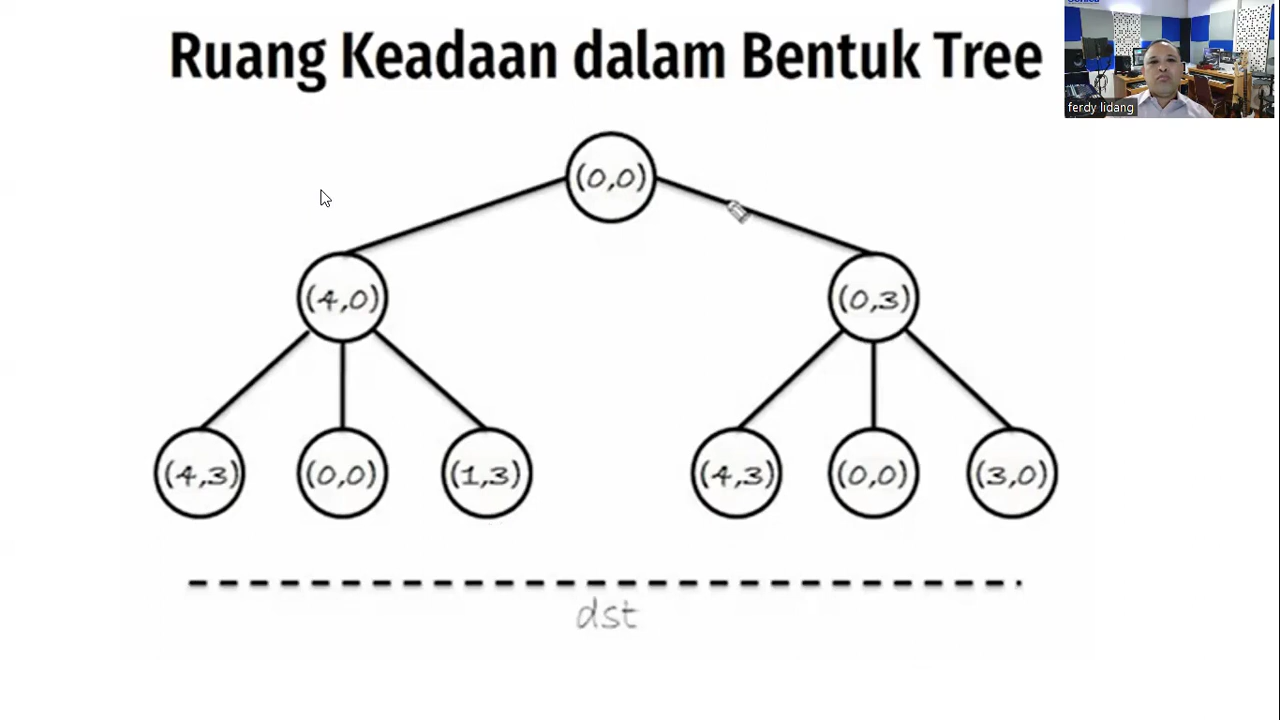 Ruang Keadaan dalam Bentuk Tree
ferdy lidang
(0,0)
(4,0) (0,3)
(4,3) (0,0) (1,3) (4,3) (0,0) (3,0)
dst